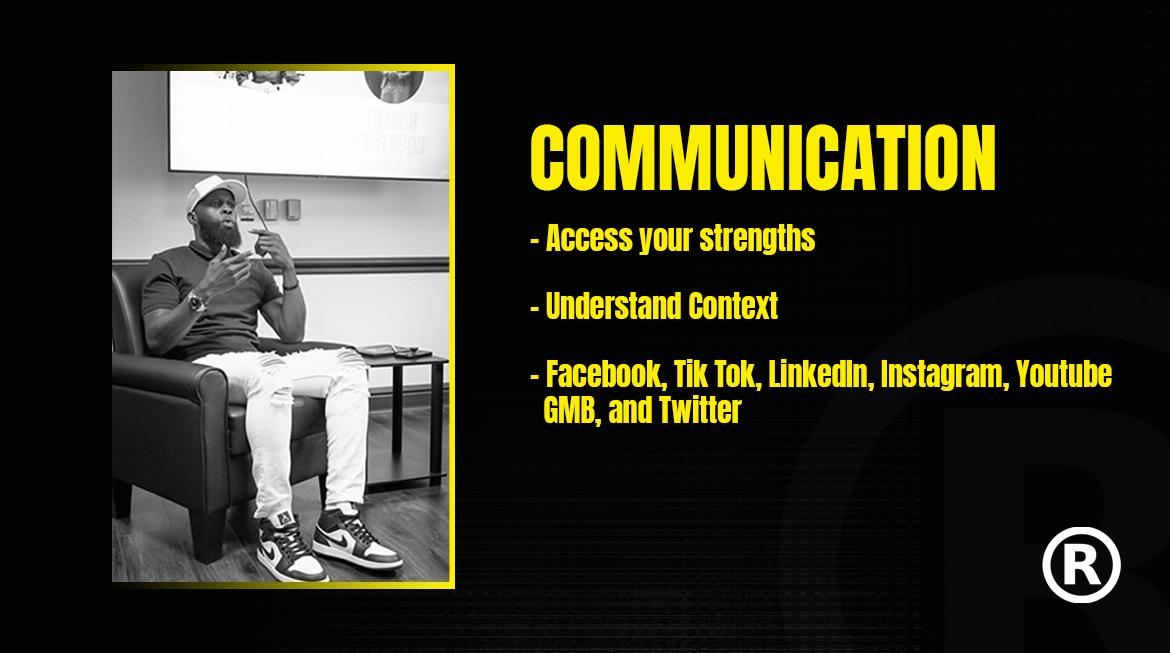 COMMUNICATION
- Access your strengths
- Understand Context
- Facebook, Tik Tok, LinkedIn, Instagram, Youtube
GMB, and Twitter
®